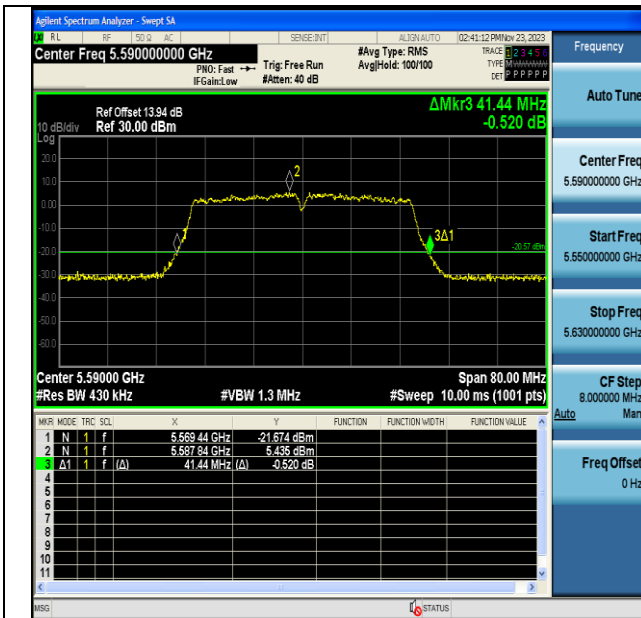 Agilent Spectrum Analyzer - Swept SA
RL RF 50 Ω AC SENSE:INT ALIGN AUTO 02:41:12 PM Nov 23, 2023
Center Freq 5.590000000 GHz
PNO: Fast
IFGain:Low
Trig: Free Run
#Atten: 40 dB
#Avg Type: RMS
Avg|Hold: 100/100
TRACE 1 2 3 4 5 6
TYPE M
DET P P P P P P
Ref Offset 13.94 dB
10 dB/div Ref 30.00 dBm
Log
ΔMkr3 41.44 MHz
-0.520 dB
20.0
10.0
0.00
-10.0
-20.0
-30.0
-40.0
-50.0
-60.0
2
3Δ1
-20.57 dBm
Center 5.59000 GHz Span 80.00 MHz
#Res BW 430 kHz #VBW 1.3 MHz #Sweep 10.00 ms (1001 pts)
MKR MODE TRC SCL X Y FUNCTION FUNCTION WIDTH FUNCTION VALUE
1 N 1 f 5.569 44 GHz -21.674 dBm
2 N 1 f 5.587 84 GHz 5.435 dBm
3 Δ1 1 f (Δ) 41.44 MHz (Δ) -0.520 dB
4
5
6
7
8
9
10
11
MSG STATUS
Frequency
Auto Tune
Center Freq
5.590000000 GHz
Start Freq
5.550000000 GHz
Stop Freq
5.630000000 GHz
CF Step
8.000000 MHz
Auto Man
Freq Offset
0 Hz